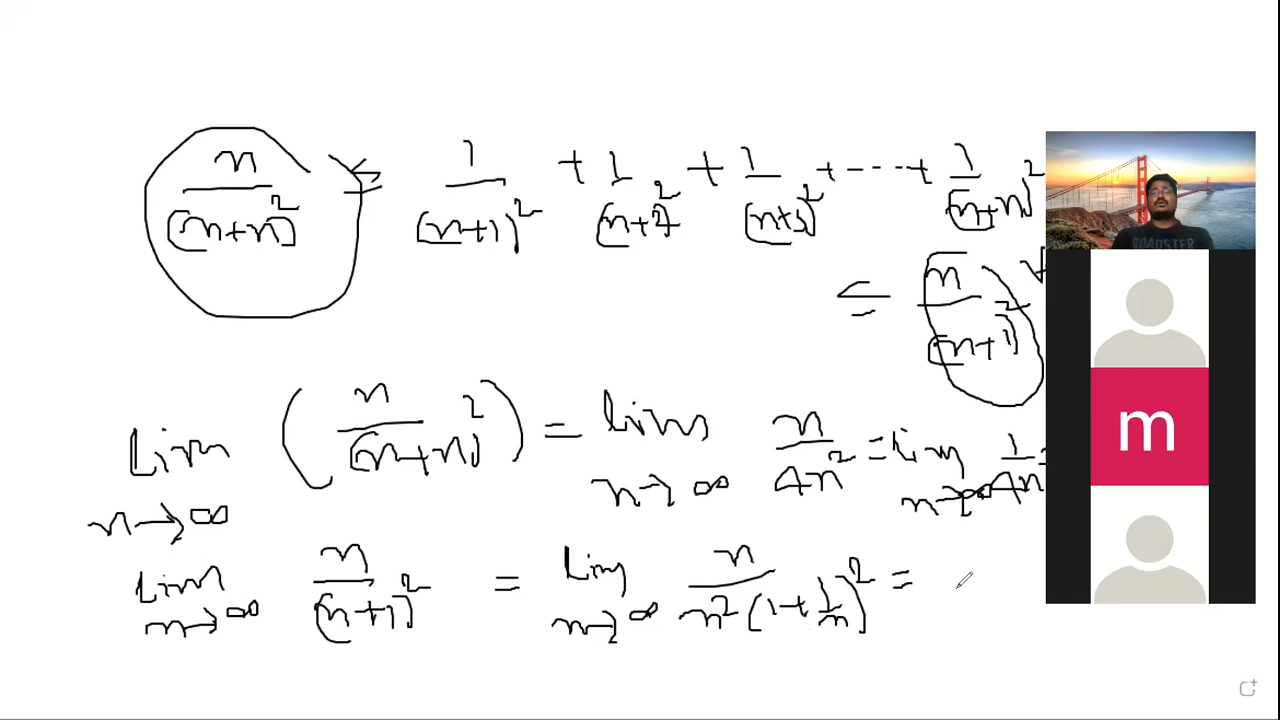 n/(n+n)² ≤ 1/(n+1)² + 1/(n+2)² + 1/(n+3)² + ---- + 1/(n+n)²
≤ n/(n+1)²
Lim n→∞ (n/(n+n)²) = lim n→∞ n/4n² = Lim n→∞ 1/4n =
Lim n→∞ n/(n+1)² = Lim n→∞ n/n²(1+1/n)² =
ROADSTER
m